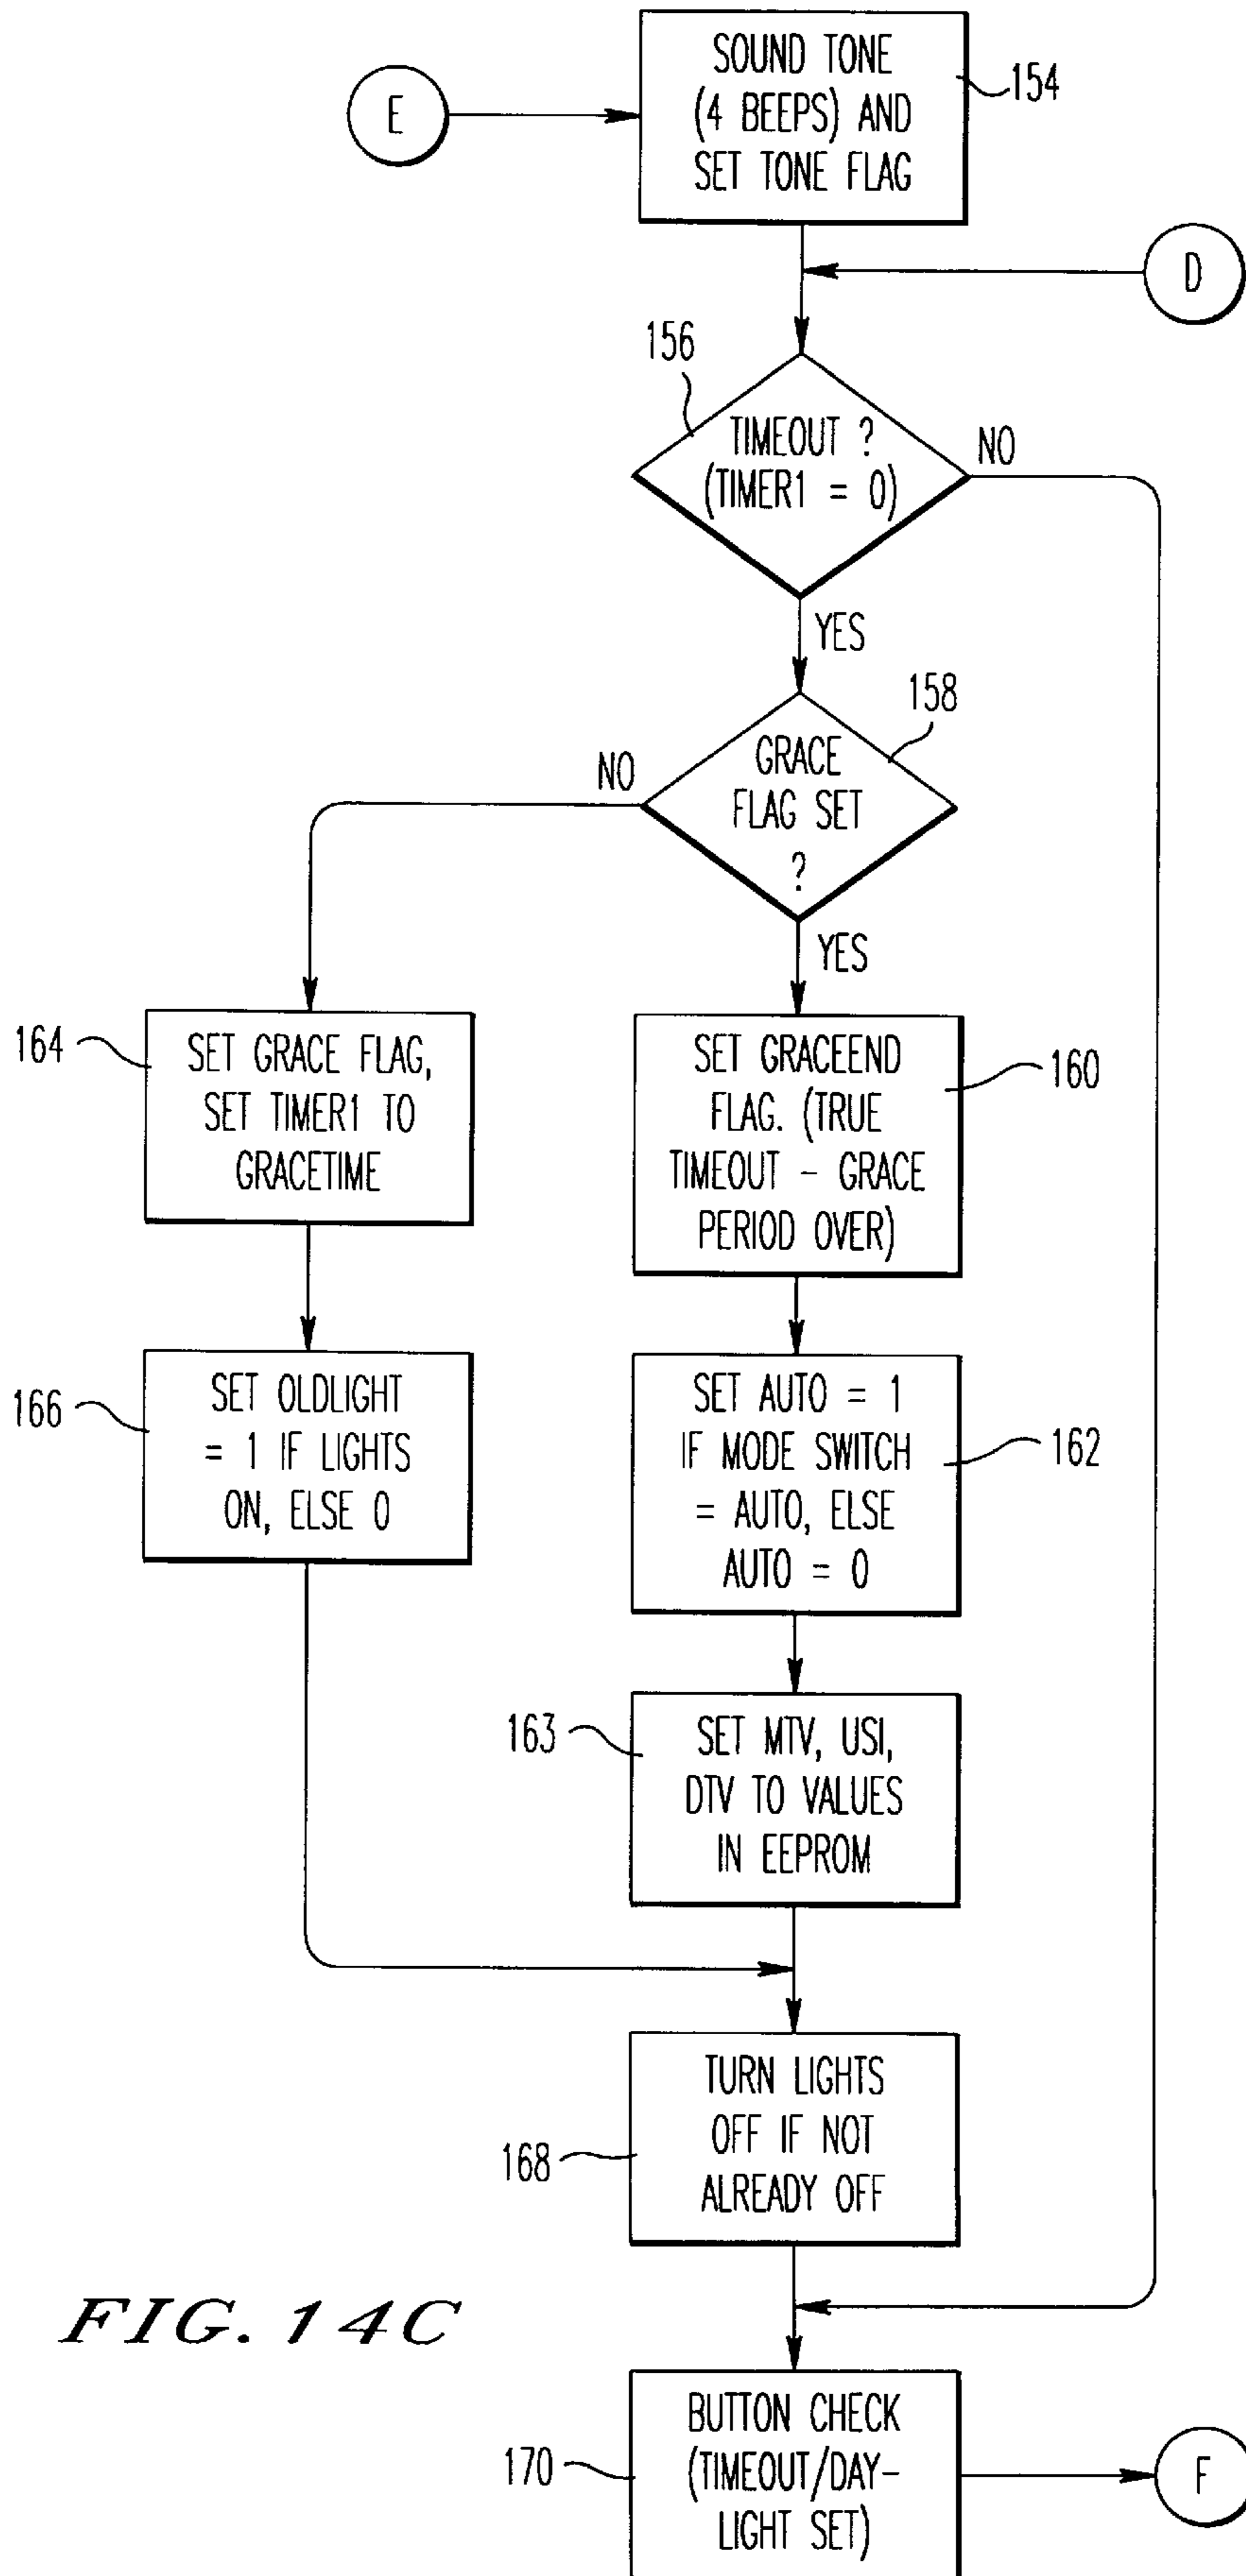 SOUND TONE
(4 BEEPS) AND
SET TONE FLAG
154
E
D
156
TIMEOUT ?
(TIMER1 = 0)
NO
YES
158
GRACE
FLAG SET
?
NO
YES
164
SET GRACE FLAG,
SET TIMER1 TO
GRACETIME
SET GRACEEND
FLAG. (TRUE
TIMEOUT – GRACE
PERIOD OVER)
160
166
SET OLDLIGHT
= 1 IF LIGHTS
ON, ELSE 0
SET AUTO = 1
IF MODE SWITCH
= AUTO, ELSE
AUTO = 0
162
163
SET MTV, USI,
DTV TO VALUES
IN EEPROM
168
TURN LIGHTS
OFF IF NOT
ALREADY OFF
FIG. 14C
170
BUTTON CHECK
(TIMEOUT/DAY-
LIGHT SET)
F